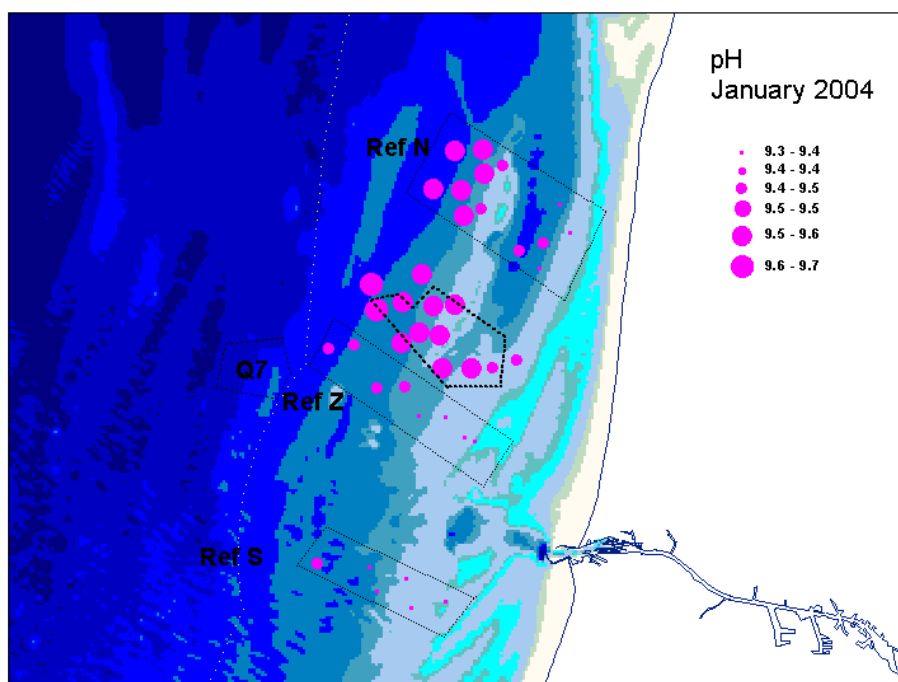 pH
January 2004
9.3 - 9.4
9.4 - 9.4
9.4 - 9.5
9.5 - 9.5
9.5 - 9.6
9.6 - 9.7
Ref N
Q7
Ref Z
Ref S